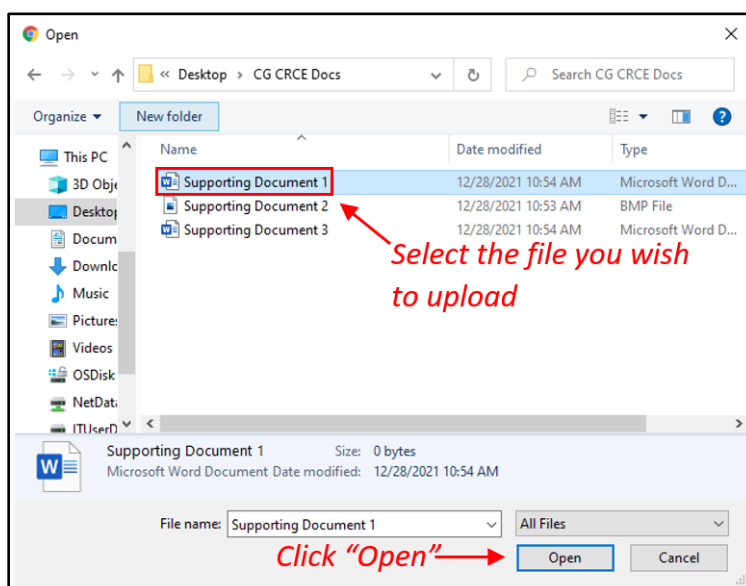 Open
« Desktop > CG CRCE Docs
Search CG CRCE Docs
Organize
New folder
Name
Date modified
Type
This PC
3D Obje
Desktop
Docum
Downlc
Music
Pictures
Videos
OSDisk
NetData
ITUserD
Supporting Document 1 12/28/2021 10:54 AM Microsoft Word D...
Supporting Document 2 12/28/2021 10:53 AM BMP File
Supporting Document 3 12/28/2021 10:54 AM Microsoft Word D...
Select the file you wish
to upload
Supporting Document 1 Size: 0 bytes
Microsoft Word Document Date modified: 12/28/2021 10:54 AM
File name: Supporting Document 1 All Files
Click “Open” Open Cancel